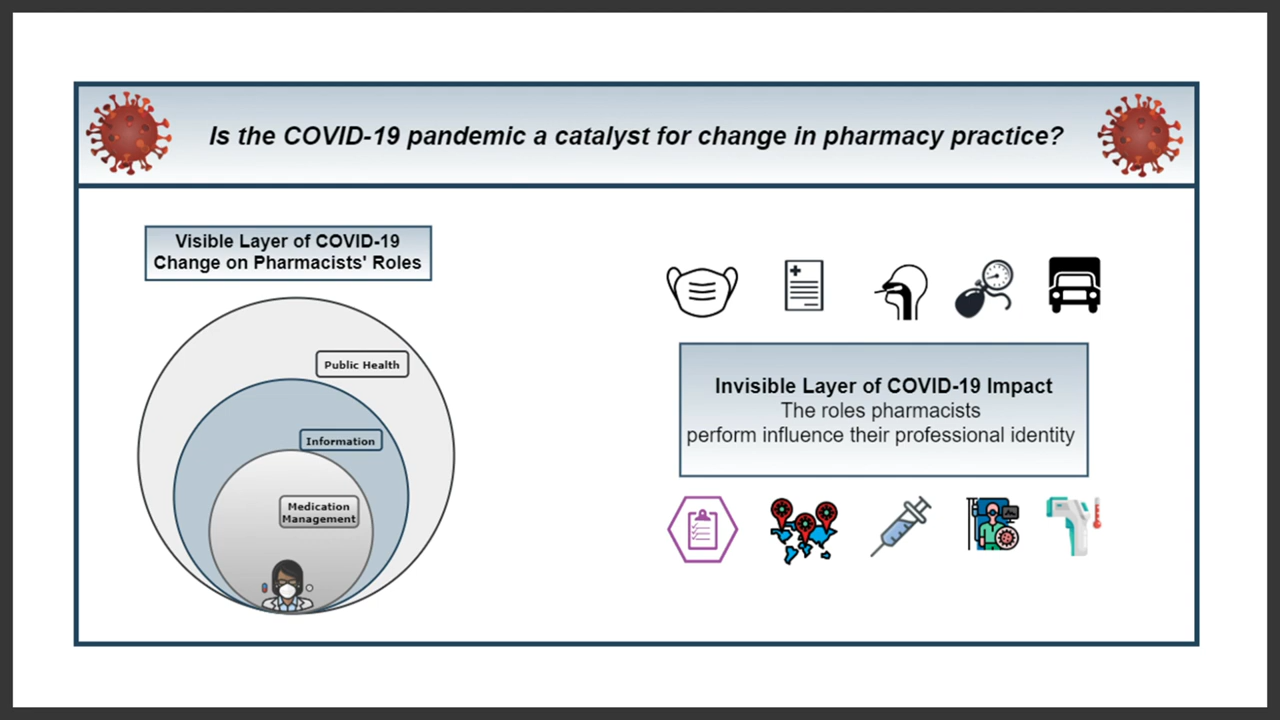 Is the COVID-19 pandemic a catalyst for change in pharmacy practice?
Visible Layer of COVID-19
Change on Pharmacists' Roles
Public Health
Information
Medication
Management
Invisible Layer of COVID-19 Impact
The roles pharmacists
perform influence their professional identity